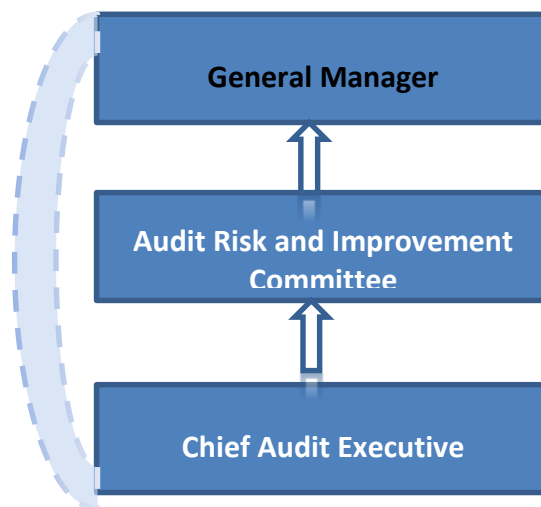 General Manager
Audit Risk and Improvement
Committee
Chief Audit Executive